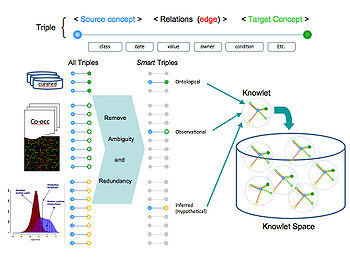 < Source concept > < Relations (edge) > < Target Concept >
Triple
class date value owner condition Etc.
All Triples Smart Triples
curated
Ontological
Knowlet
Co-occ
Remove
Ambiguity
and
Redundancy
Observational
Inferred
(Hypothetical)
Knowlet Space